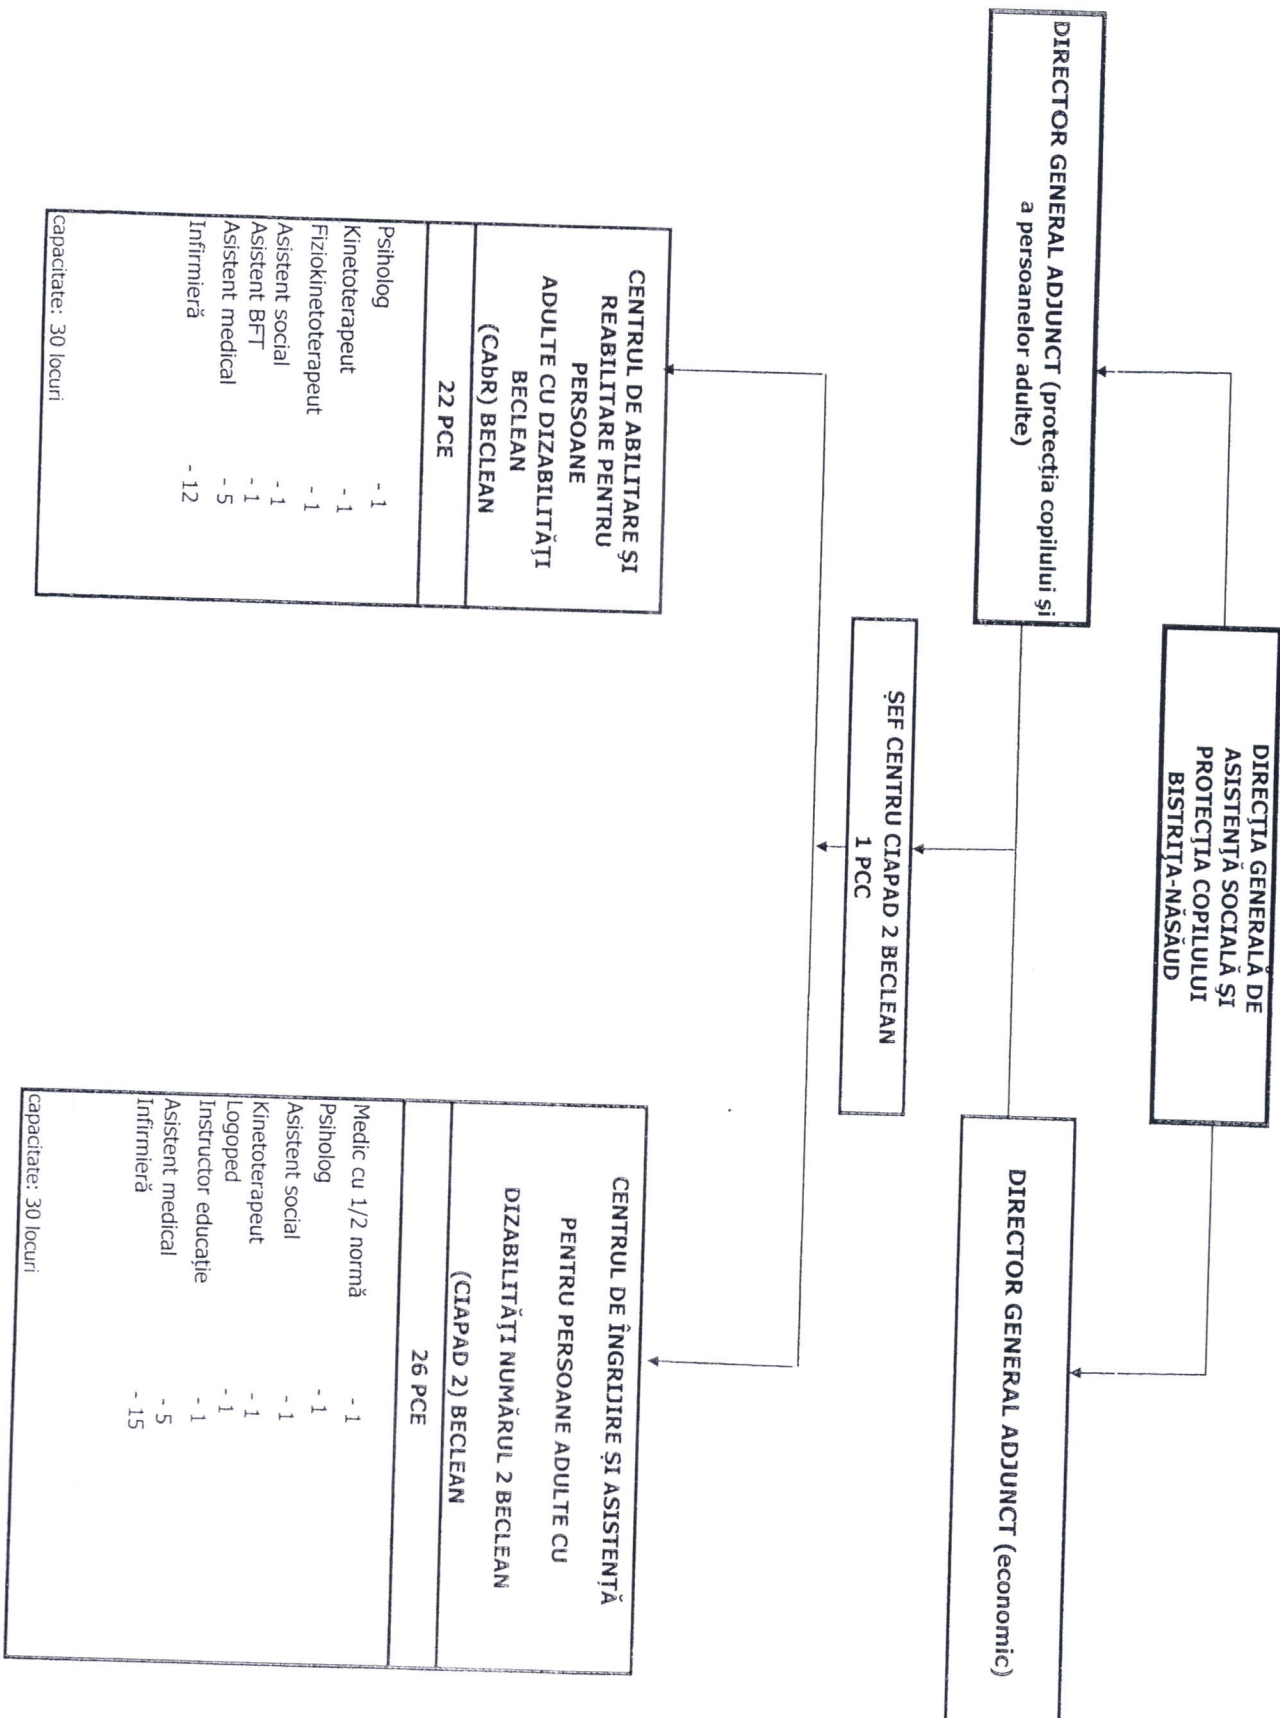 DIRECȚIA GENERALĂ DE
ASISTENȚĂ SOCIALĂ ȘI
PROTECȚIA COPILULUI
BISTRIȚA-NĂSĂUD
DIRECTOR GENERAL ADJUNCT (protecția copilului și
a persoanelor adulte)
DIRECTOR GENERAL ADJUNCT (economic)
ȘEF CENTRU CIAPAD 2 BECLEAN
1 PCC
CENTRUL DE ABILITARE ȘI
REABILITARE PENTRU
PERSOANE
ADULTE CU DIZABILITĂȚI
BECLEAN
(CAbR) BECLEAN
22 PCE
Psiholog - 1
Kinetoterapeut - 1
Fiziokinetoterapeut - 1
Asistent social - 1
Asistent BFT - 1
Asistent medical - 5
Infirmieră - 12
capacitate: 30 locuri
CENTRUL DE ÎNGRIJIRE ȘI ASISTENȚĂ
PENTRU PERSOANE ADULTE CU
DIZABILITĂȚI NUMĂRUL 2 BECLEAN
(CIAPAD 2) BECLEAN
26 PCE
Medic cu 1/2 normă - 1
Psiholog - 1
Asistent social - 1
Kinetoterapeut - 1
Logoped - 1
Instructor educație - 1
Asistent medical - 5
Infirmieră - 15
capacitate: 30 locuri